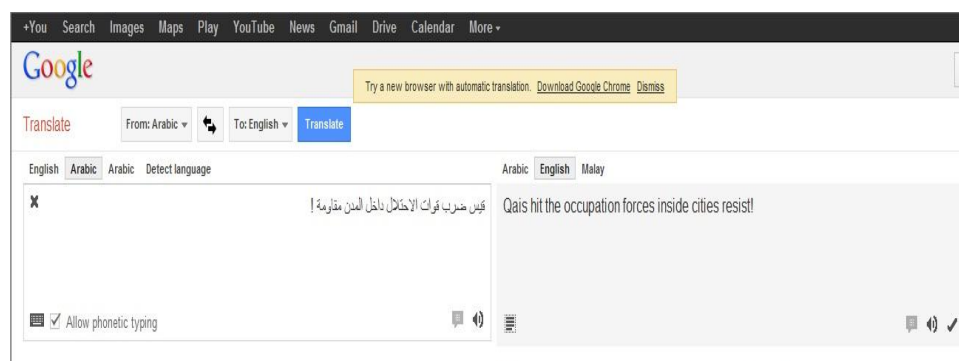 +You Search Images Maps Play YouTube News Gmail Drive Calendar More
Google
Try a new browser with automatic translation. Download Google Chrome Dismiss
Translate From: Arabic To: English Translate
English Arabic Arabic Detect language Arabic English Malay
قيس ضرب قوات الاحتلال داخل المدن مقاومة !
Qais hit the occupation forces inside cities resist!
Allow phonetic typing